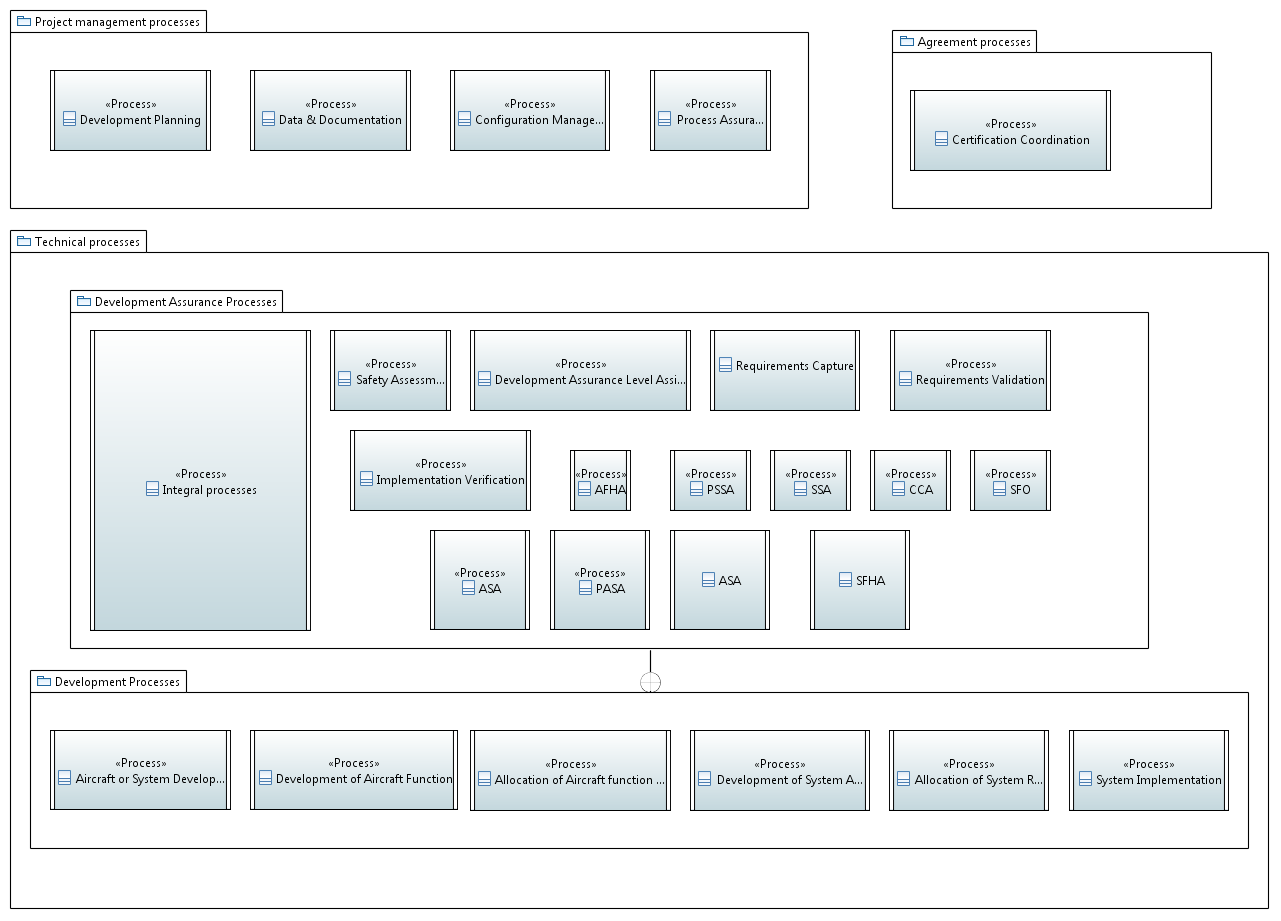 Project management processes
«Process»
Development Planning
«Process»
Data & Documentation
«Process»
Configuration Manage...
«Process»
Process Assura...
Agreement processes
«Process»
Certification Coordination
Technical processes
Development Assurance Processes
«Process»
Integral processes
«Process»
Safety Assessm...
«Process»
Development Assurance Level Assi...
Requirements Capture
«Process»
Requirements Validation
«Process»
Implementation Verification
«Process»
AFHA
«Process»
PSSA
«Process»
SSA
«Process»
CCA
«Process»
SFO
«Process»
ASA
«Process»
PASA
ASA
SFHA
Development Processes
«Process»
Aircraft or System Develop...
«Process»
Development of Aircraft Function
«Process»
Allocation of Aircraft function ...
«Process»
Development of System A...
«Process»
Allocation of System R...
«Process»
System Implementation